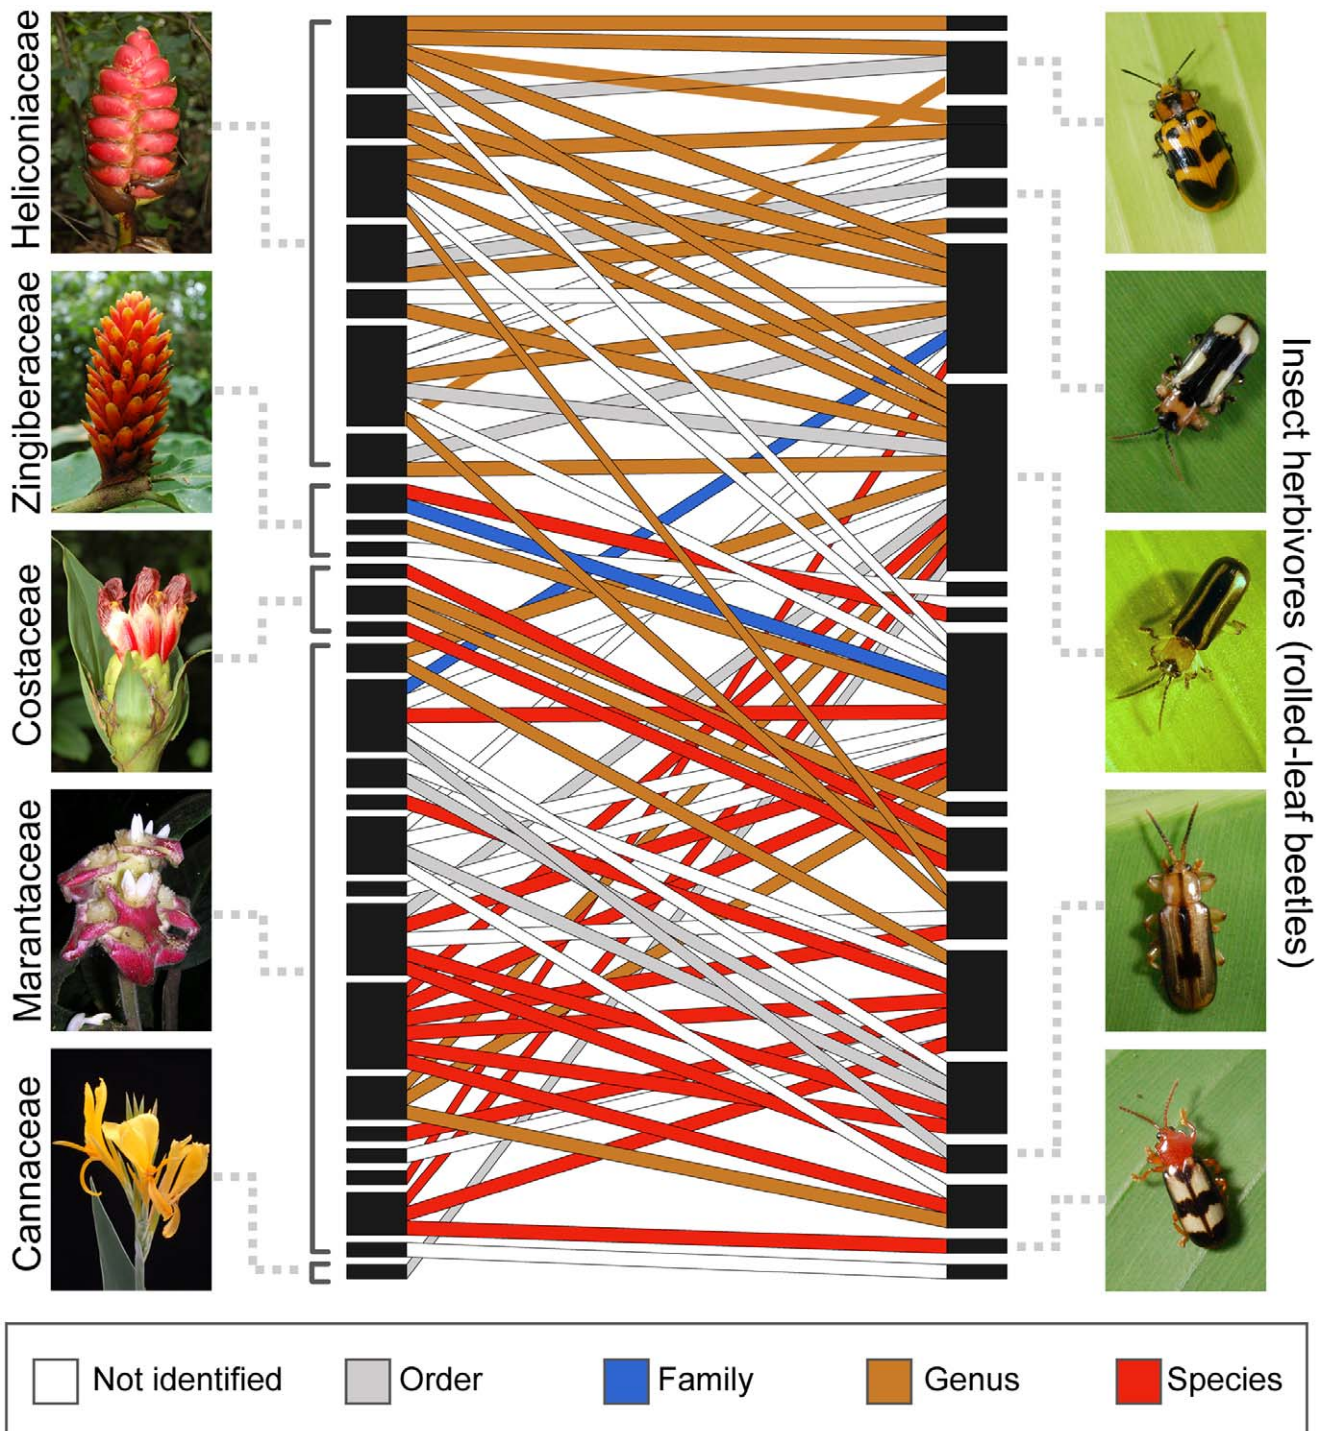 Heliconiaceae
Zingiberaceae
Costaceae
Marantaceae
Cannaceae
Insect herbivores (rolled-leaf beetles)
Not identified
Order
Family
Genus
Species